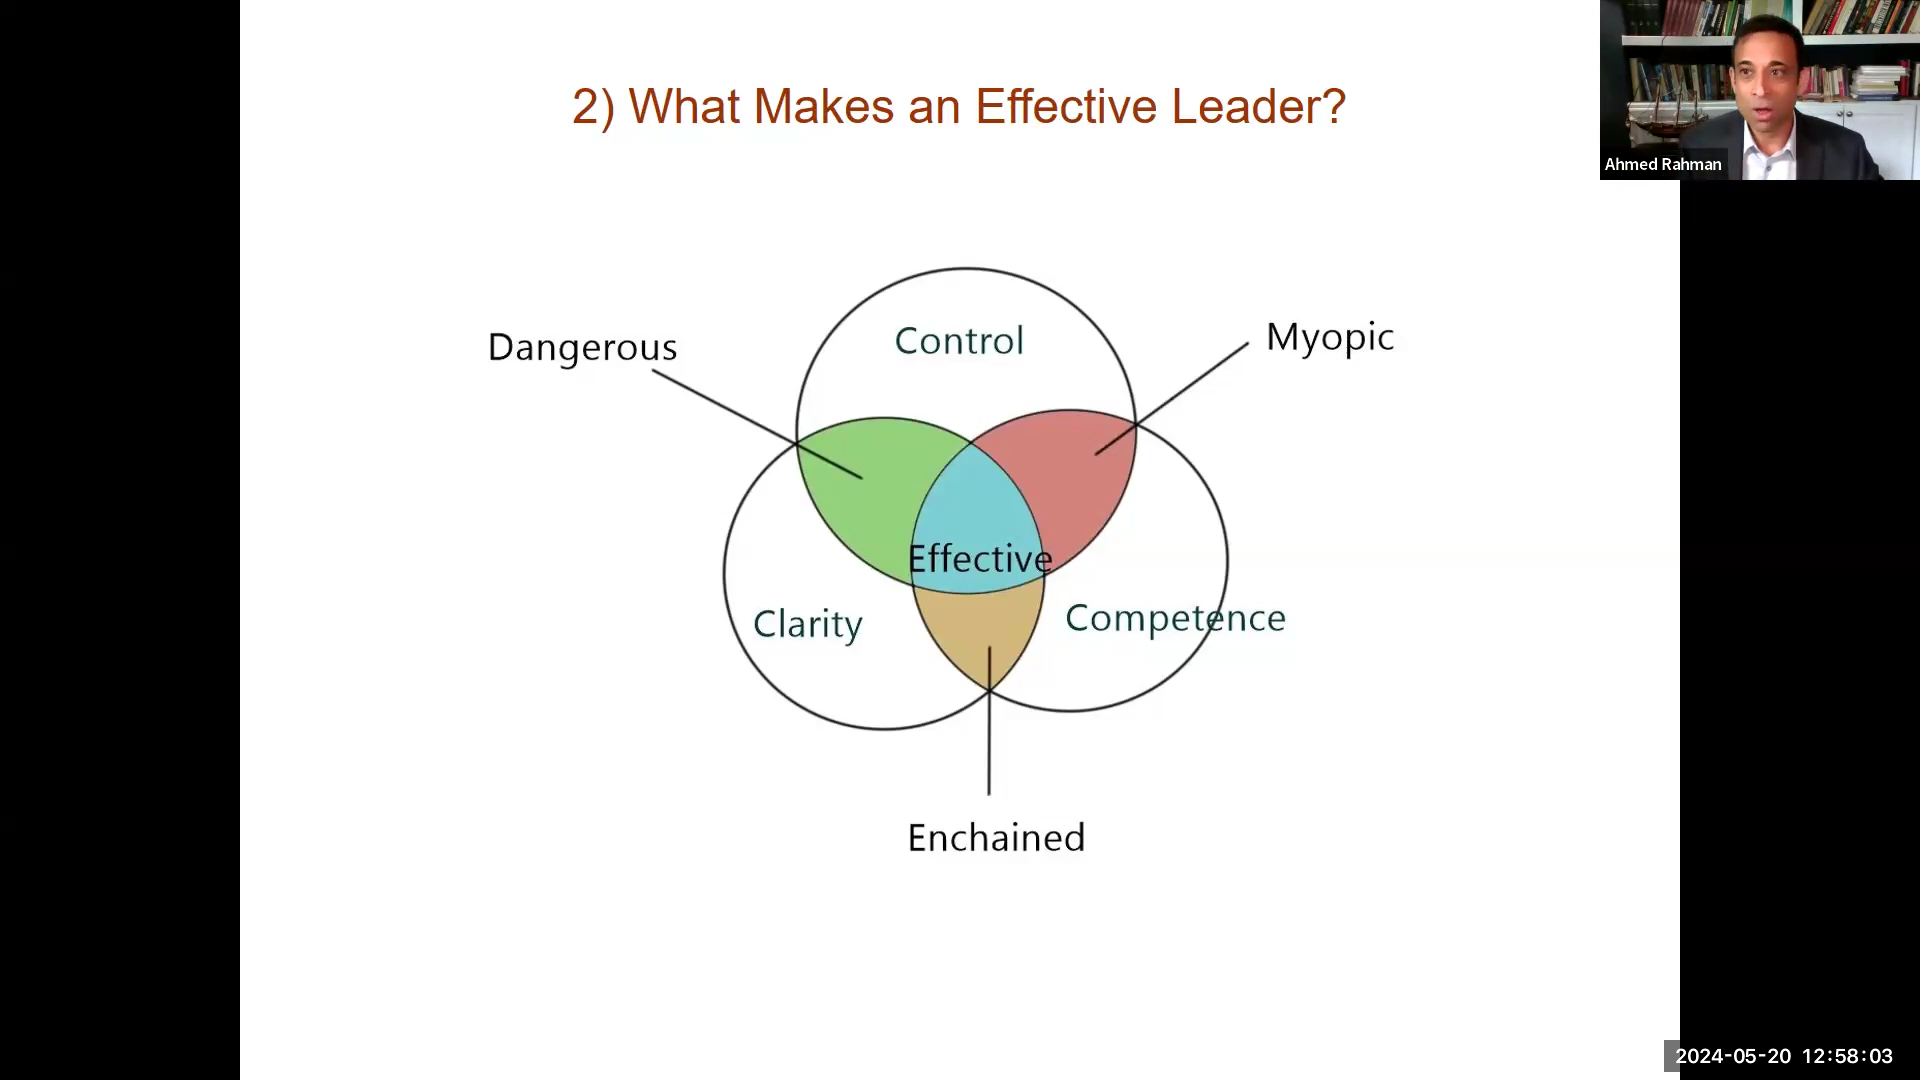 2) What Makes an Effective Leader?
Ahmed Rahman
Dangerous
Control
Myopic
Effective
Clarity
Competence
Enchained
2024-05-20 12:58:03